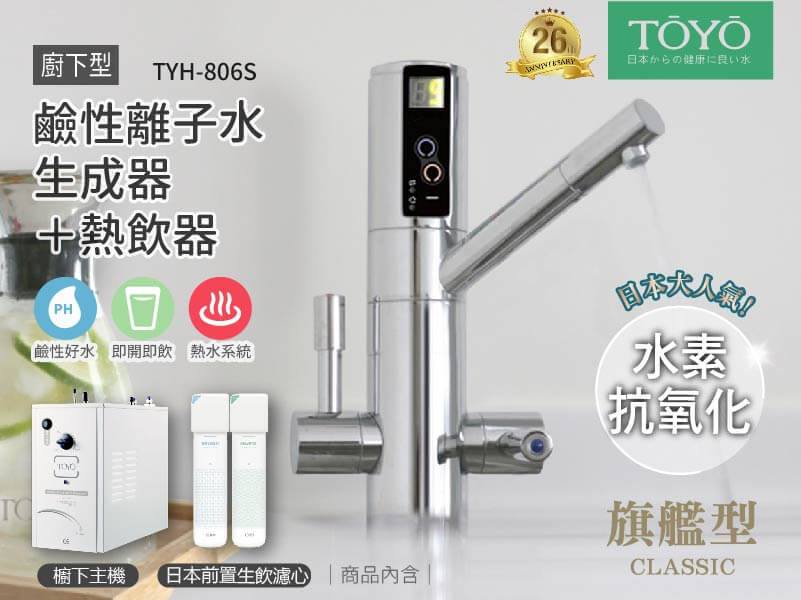 廚下型
TYH-806S
鹼性離子水
生成器
＋熱飲器
PH
鹼性好水
即開即飲
熱水系統
26th
ANNIVERSARY
TŌYŌ
日本からの健康に良い水
日本大人氣!
水素
抗氧化
旗艦型
CLASSIC
TOYO
櫥下主機
日本前置生飲濾心
｜商品內含｜